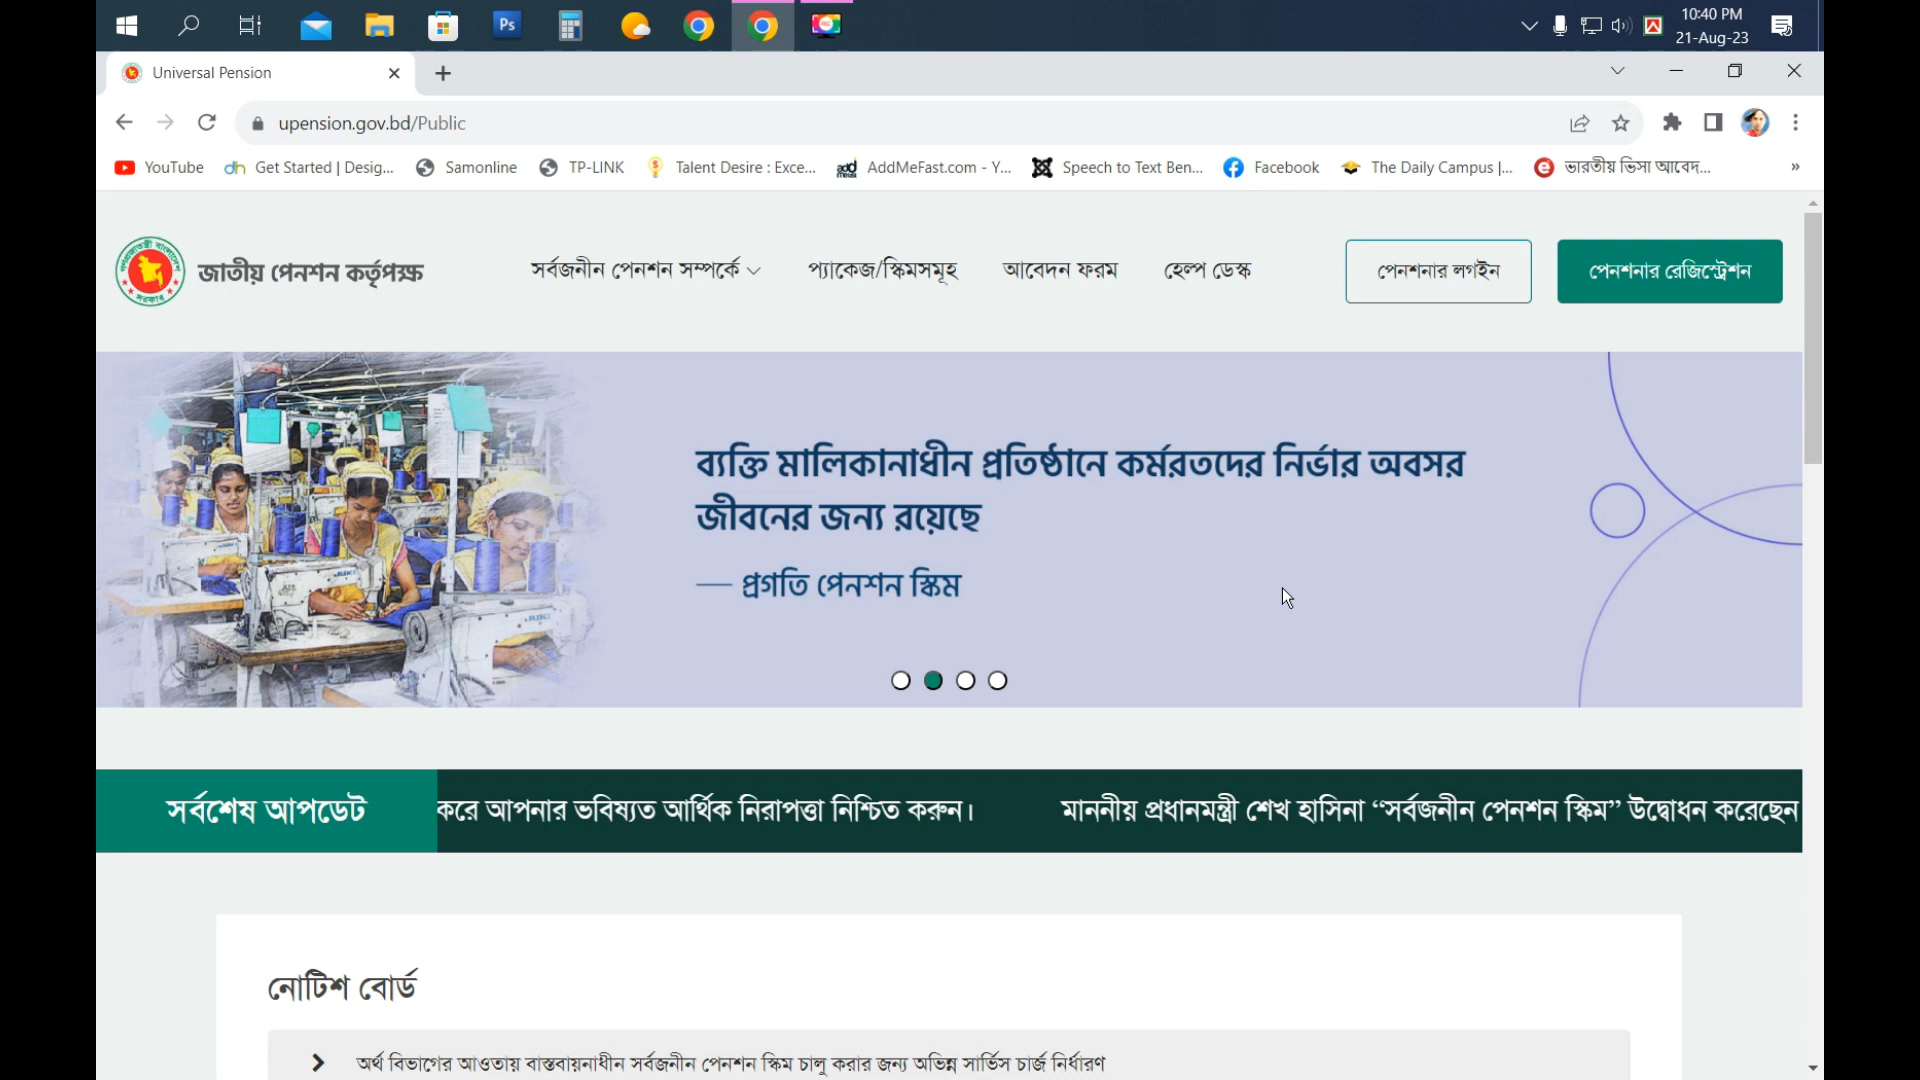 Ps
10:40 PM
21-Aug-23
Universal Pension
upension.gov.bd/Public
YouTube
Get Started | Desig...
Samonline
TP-LINK
Talent Desire : Exce...
AddMeFast.com - Y...
Speech to Text Ben...
Facebook
The Daily Campus |...
ভারতীয় ভিসা আবেদ...
জাতীয় পেনশন কর্তৃপক্ষ
সর্বজনীন পেনশন সম্পর্কে
প্যাকেজ/স্কিমসমূহ
আবেদন ফরম
হেল্প ডেস্ক
পেনশনার লগইন
পেনশনার রেজিস্ট্রেশন
ব্যক্তি মালিকানাধীন প্রতিষ্ঠানে কর্মরতদের নির্ভার অবসর
জীবনের জন্য রয়েছে
— প্রগতি পেনশন স্কিম
সর্বশেষ আপডেট
করে আপনার ভবিষ্যত আর্থিক নিরাপত্তা নিশ্চিত করুন।
মাননীয় প্রধানমন্ত্রী শেখ হাসিনা “সর্বজনীন পেনশন স্কিম” উদ্বোধন করেছেন
নোটিশ বোর্ড
অর্থ বিভাগের আওতায় বাস্তবায়নাধীন সর্বজনীন পেনশন স্কিম চালু করার জন্য অভিন্ন সার্ভিস চার্জ নির্ধারণ